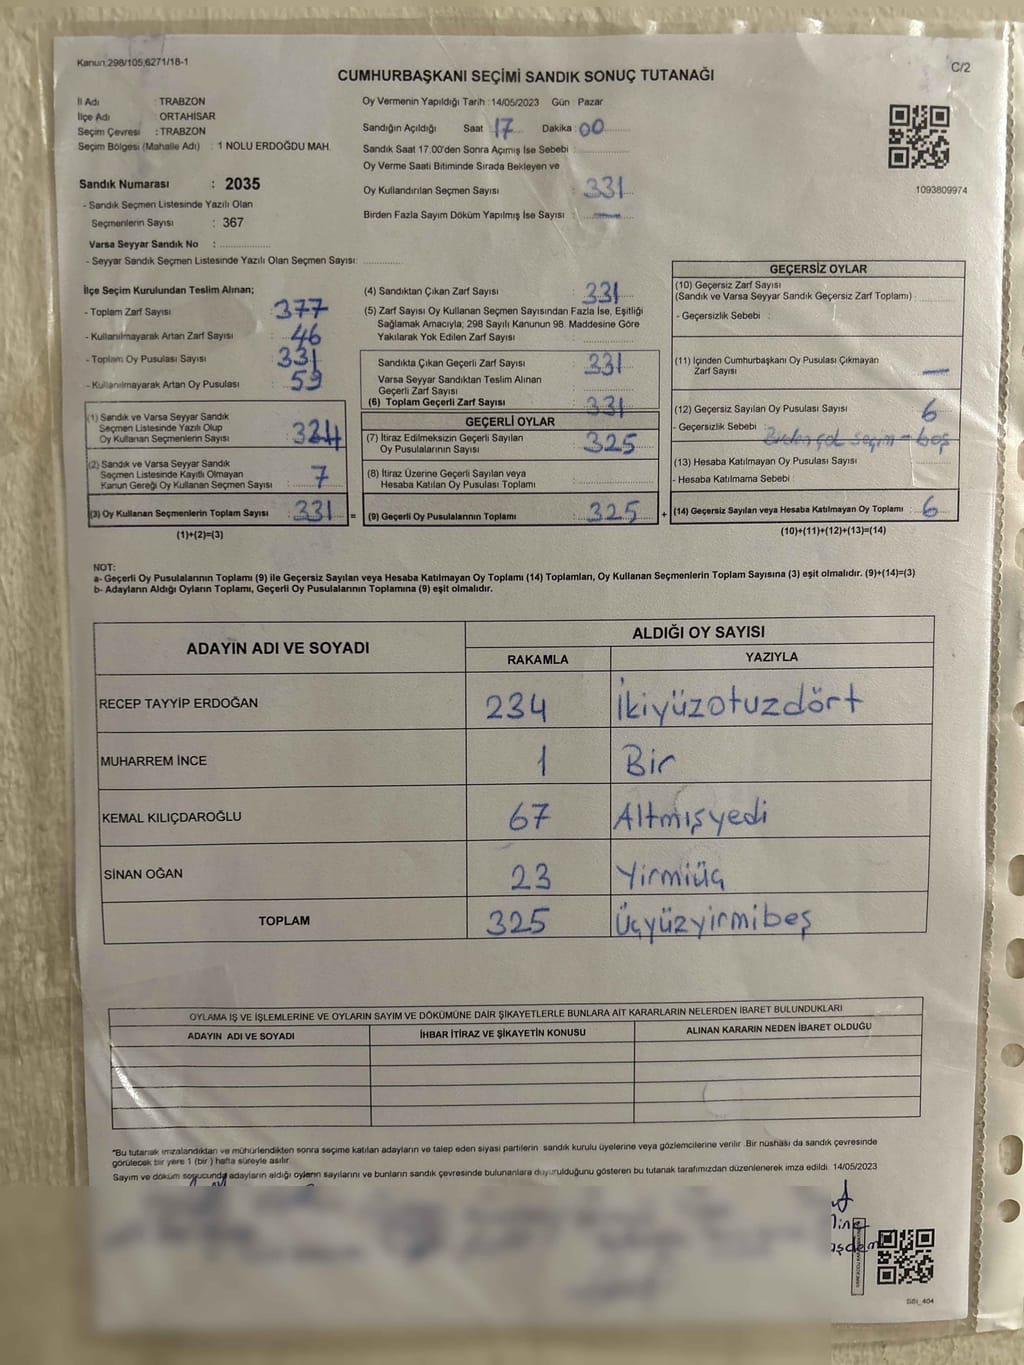 Kanun:298/105,6271/18-1
C/2
CUMHURBAŞKANI SEÇİMİ SANDIK SONUÇ TUTANAĞI
İl Adı : TRABZON
İlçe Adı : ORTAHİSAR
Seçim Çevresi : TRABZON
Seçim Bölgesi (Mahalle Adı) : 1 NOLU ERDOĞDU MAH.
Sandık Numarası : 2035
- Sandık Seçmen Listesinde Yazılı Olan
Seçmenlerin Sayısı : 367
Varsa Seyyar Sandık No :
- Seyyar Sandık Seçmen Listesinde Yazılı Olan Seçmen Sayısı:
Oy Vermenin Yapıldığı Tarih : 14/05/2023 Gün : Pazar
Sandığın Açıldığı Saat : 17 Dakika : 00
Sandık Saat 17:00'den Sonra Açımış İse Sebebi :
Oy Verme Saati Bitiminde Sırada Bekleyen ve
Oy Kullandırılan Seçmen Sayısı : 331
Birden Fazla Sayım Döküm Yapılmış İse Sayısı : —
1093809974
İlçe Seçim Kurulundan Teslim Alınan;
- Toplam Zarf Sayısı : 377
- Kullanılmayarak Artan Zarf Sayısı : 46
- Toplam Oy Pusulası Sayısı : 331
- Kullanılmayarak Artan Oy Pusulası : 59
(1) Sandık ve Varsa Seyyar Sandık
Seçmen Listesinde Yazılı Olup
Oy Kullanan Seçmenlerin Sayısı : 324
(2) Sandık ve Varsa Seyyar Sandık
Seçmen Listesinde Kayıtlı Olmayan
Kanun Gereği Oy Kullanan Seçmen Sayısı : 7
(3) Oy Kullanan Seçmenlerin Toplam Sayısı : 331 =
(1)+(2)=(3)
(4) Sandıktan Çıkan Zarf Sayısı : 331
(5) Zarf Sayısı Oy Kullanan Seçmen Sayısından Fazla İse, Eşitliği
Sağlamak Amacıyla; 298 Sayılı Kanunun 98. Maddesine Göre
Yakılarak Yok Edilen Zarf Sayısı :
Sandıkta Çıkan Geçerli Zarf Sayısı : 331
Varsa Seyyar Sandıktan Teslim Alınan
Geçerli Zarf Sayısı :
(6) Toplam Geçerli Zarf Sayısı : 331
GEÇERLİ OYLAR
(7) İtiraz Edilmeksizin Geçerli Sayılan
Oy Pusulalarının Sayısı : 325
(8) İtiraz Üzerine Geçerli Sayılan veya
Hesaba Katılan Oy Pusulası Toplamı :
(9) Geçerli Oy Pusulalarının Toplamı : 325 +
GEÇERSİZ OYLAR
(10) Geçersiz Zarf Sayısı
(Sandık ve Varsa Seyyar Sandık Geçersiz Zarf Toplamı) :
- Geçersizlik Sebebi :
(11) İçinden Cumhurbaşkanı Oy Pusulası Çıkmayan
Zarf Sayısı : —
(12) Geçersiz Sayılan Oy Pusulası Sayısı : 6
- Geçersizlik Sebebi : Birden çok seçim - boş
(13) Hesaba Katılmayan Oy Pusulası Sayısı :
- Hesaba Katılmama Sebebi :
(14) Geçersiz Sayılan veya Hesaba Katılmayan Oy Toplamı : 6
(10)+(11)+(12)+(13)=(14)
NOT:
a- Geçerli Oy Pusulalarının Toplamı (9) ile Geçersiz Sayılan veya Hesaba Katılmayan Oy Toplamı (14) Toplamları, Oy Kullanan Seçmenlerin Toplam Sayısına (3) eşit olmalıdır. (9)+(14)=(3)
b- Adayların Aldığı Oyların Toplamı, Geçerli Oy Pusulalarının Toplamına (9) eşit olmalıdır.
ADAYIN ADI VE SOYADI ALDIĞI OY SAYISI
RAKAMLA YAZIYLA
RECEP TAYYİP ERDOĞAN 234 İkiyüzotuzdört
MUHARREM İNCE 1 Bir
KEMAL KILIÇDAROĞLU 67 Altmışyedi
SİNAN OĞAN 23 Yirmiüç
TOPLAM 325 Üçyüzyirmibeş
OYLAMA İŞ VE İŞLEMLERİNE VE OYLARIN SAYIM VE DÖKÜMÜNE DAİR ŞİKAYETLERLE BUNLARA AİT KARARLARIN NELERDEN İBARET BULUNDUKLARI
ADAYIN ADI VE SOYADI İHBAR İTİRAZ VE ŞİKAYETİN KONUSU ALINAN KARARIN NEDEN İBARET OLDUĞU
*Bu tutanak imzalandıktan ve mühürlendikten sonra seçime katılan adayların ve talep eden siyasi partilerin sandık kurulu üyelerine veya gözlemcilerine verilir .Bir nüshası da sandık çevresinde
görülecek bir yere 1 (bir ) hafta süreyle asılır.
Sayım ve döküm sonucunda adayların aldığı oyların sayılarını ve bunların sandık çevresinde bulunanlara duyurulduğunu gösteren bu tutanak tarafımızdan düzenlenerek imza edildi. 14/05/2023